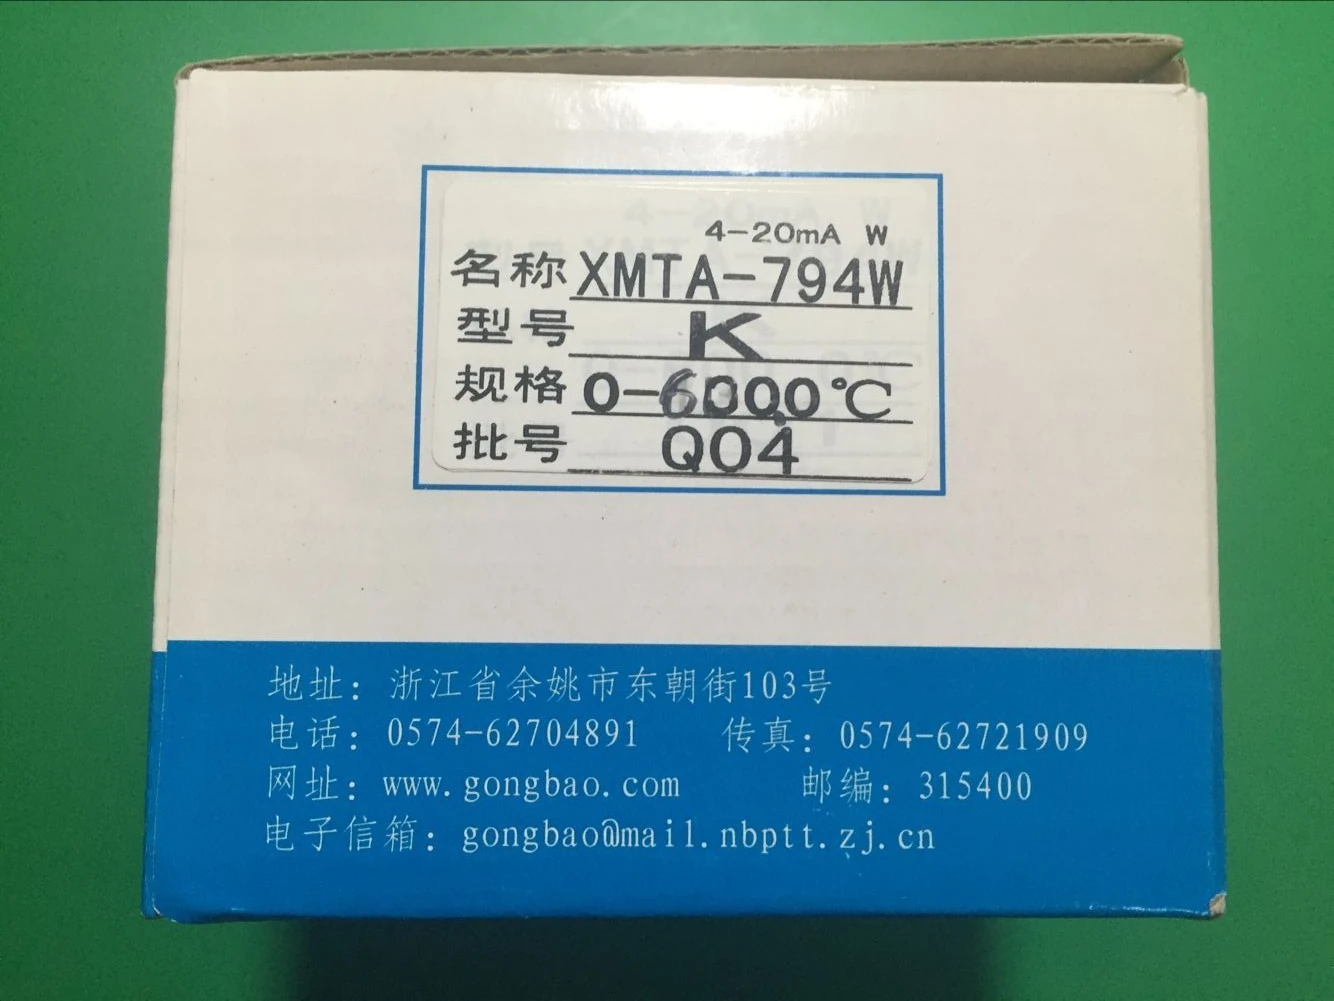 4-20mA W
名称 XMTA-794W
型号 K
规格 0-6000℃
批号 Q04
地址：浙江省余姚市东朝街103号
电话：0574-62704891 传真：0574-62721909
网址：www.gongbao.com 邮编：315400
电子信箱：gongbao@mail.nbptt.zj.cn